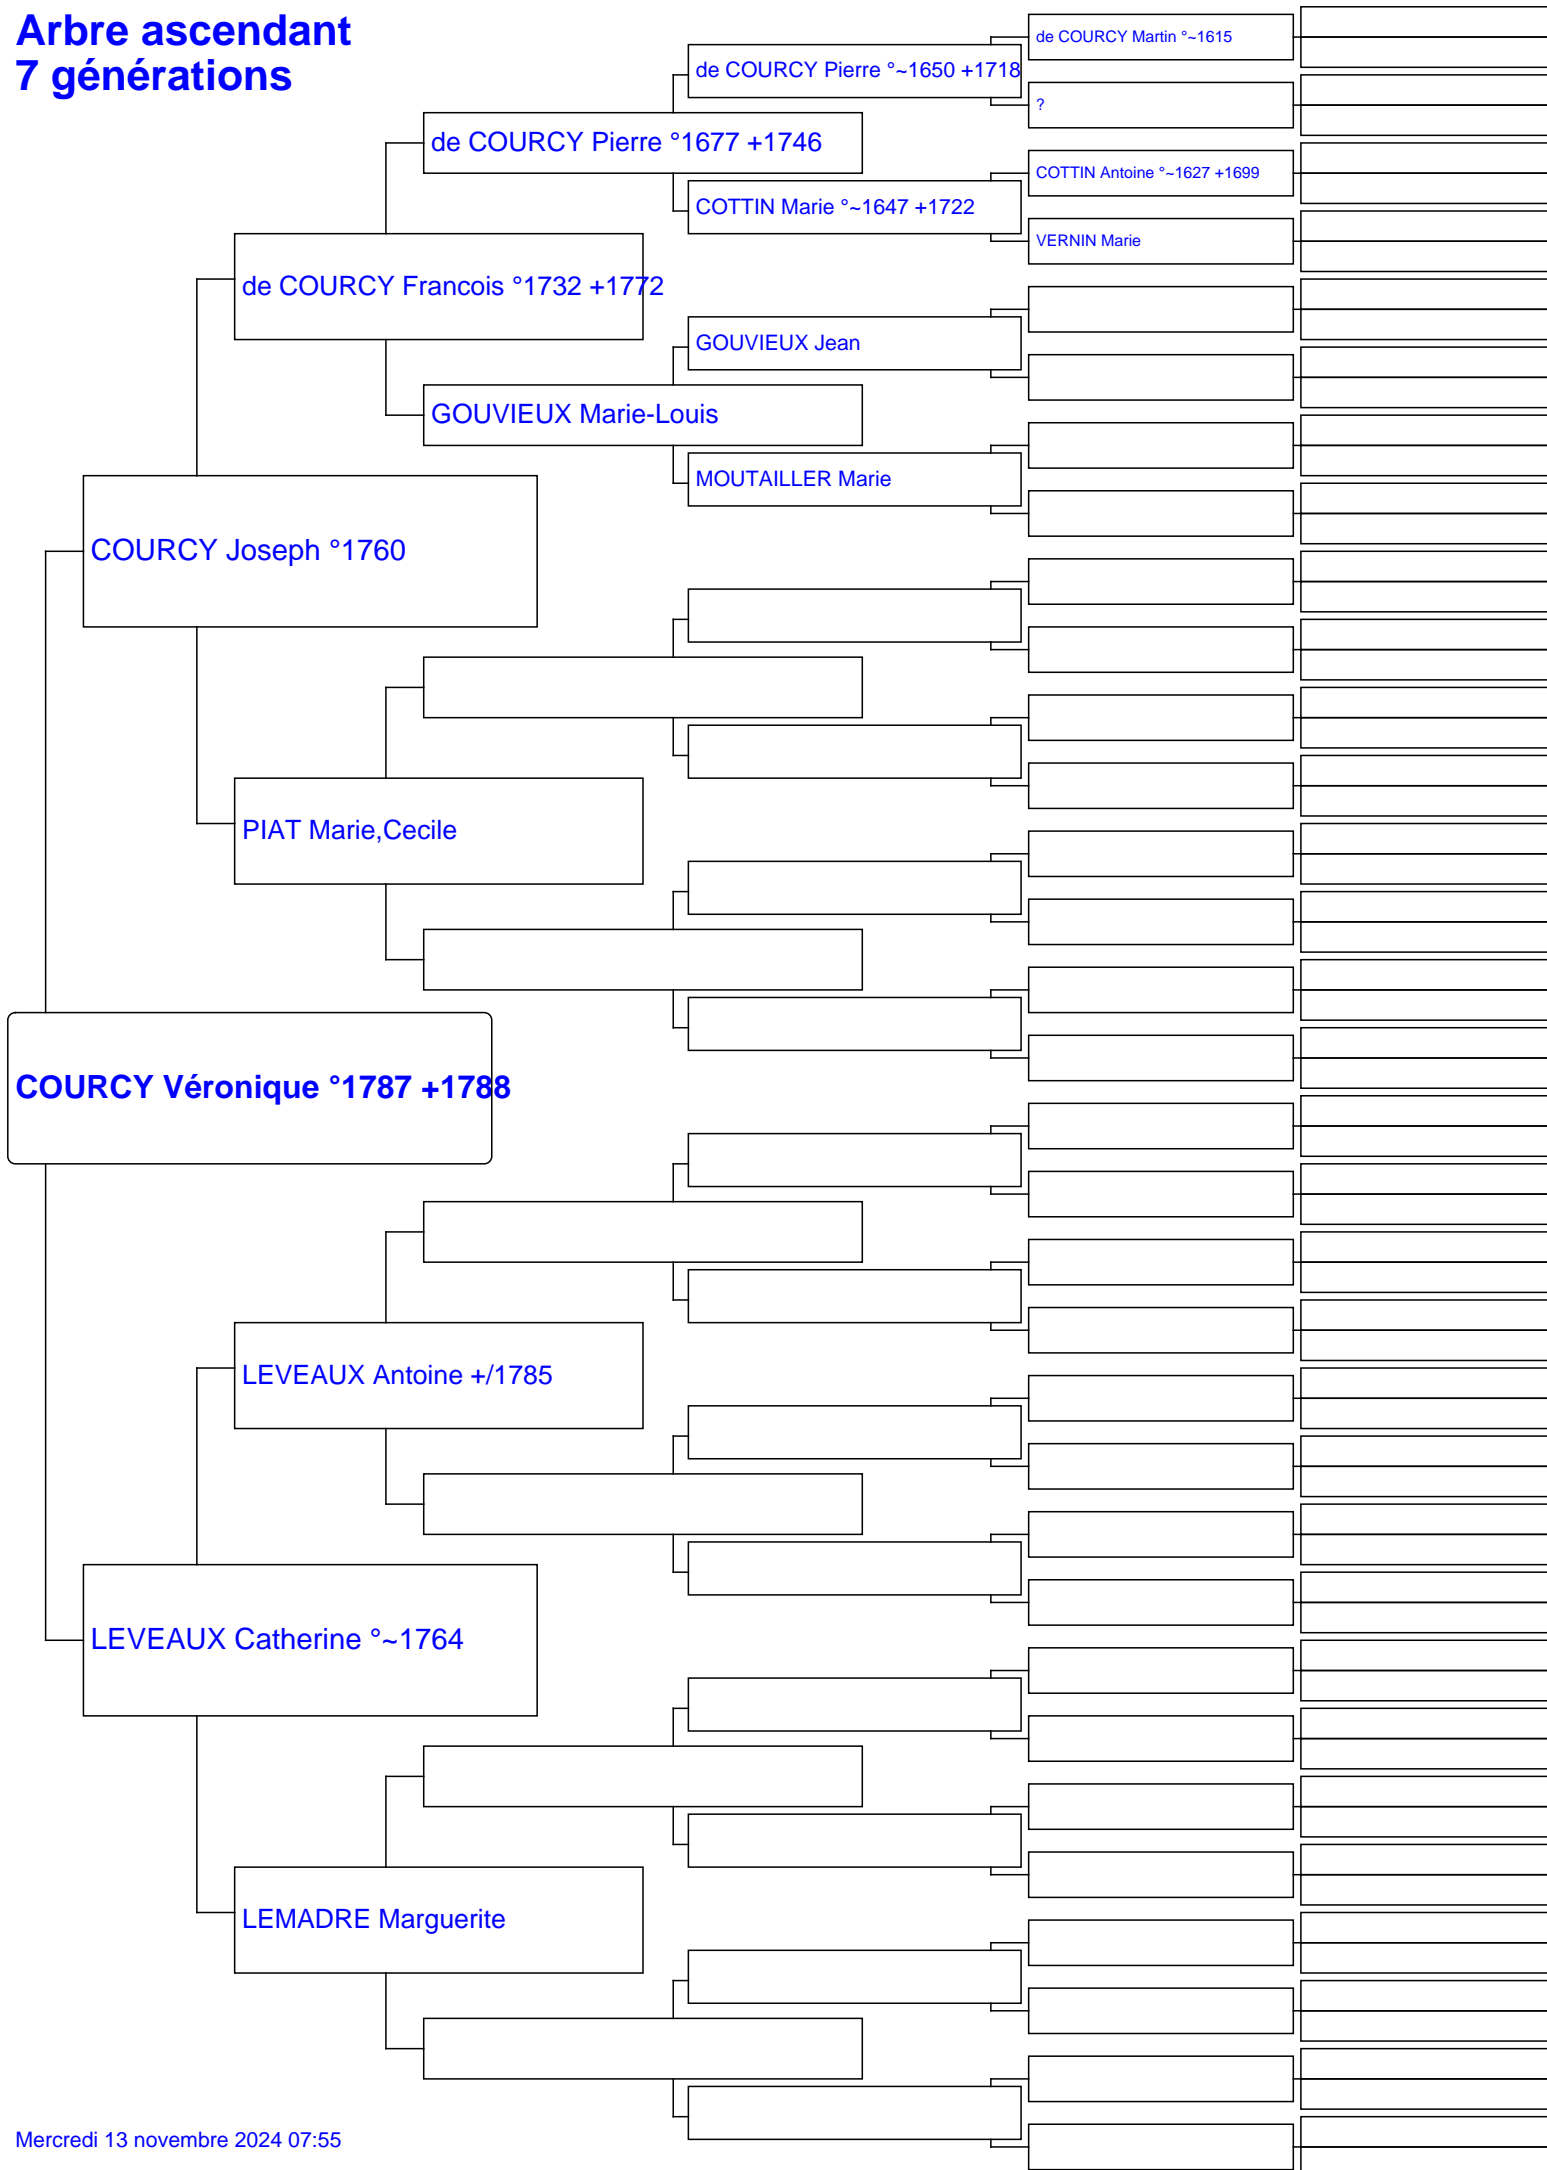 Arbre ascendant
7 générations
de COURCY Martin °~1615
de COURCY Pierre °~1650 +1718
?
de COURCY Pierre °1677 +1746
COTTIN Antoine °~1627 +1699
COTTIN Marie °~1647 +1722
VERNIN Marie
de COURCY Francois °1732 +1772
GOUVIEUX Jean
GOUVIEUX Marie-Louis
MOUTAILLER Marie
COURCY Joseph °1760
PIAT Marie,Cecile
COURCY Véronique °1787 +1788
LEVEAUX Antoine +/1785
LEVEAUX Catherine °~1764
LEMADRE Marguerite
Mercredi 13 novembre 2024 07:55